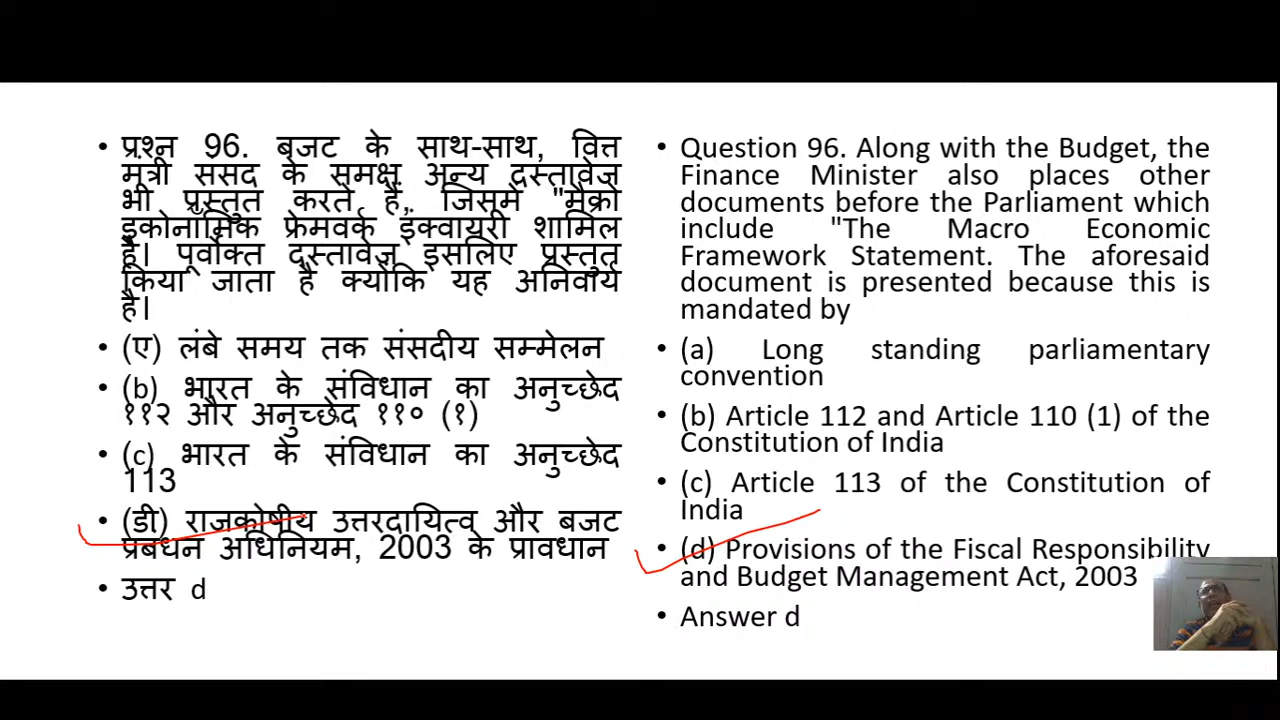 • प्रश्न 96. बजट के साथ-साथ, वित्त
मंत्री संसद के समक्ष अन्य दस्तावेज
भी प्रस्तुत करते हैं, जिसमें "मैक्रो
इकोनॉमिक फ्रेमवर्क इंक्वायरी शामिल
है। पूर्वोक्त दस्तावेज इसलिए प्रस्तुत
किया जाता है क्योंकि यह अनिवार्य
है।
• (ए) लंबे समय तक संसदीय सम्मेलन
• (b) भारत के संविधान का अनुच्छेद
११२ और अनुच्छेद ११० (१)
• (c) भारत के संविधान का अनुच्छेद
113
• (डी) राजकोषीय उत्तरदायित्व और बजट
प्रबंधन अधिनियम, 2003 के प्रावधान
• उत्तर d
• Question 96. Along with the Budget, the
Finance Minister also places other
documents before the Parliament which
include "The Macro Economic
Framework Statement. The aforesaid
document is presented because this is
mandated by
• (a) Long standing parliamentary
convention
• (b) Article 112 and Article 110 (1) of the
Constitution of India
• (c) Article 113 of the Constitution of
India
• (d) Provisions of the Fiscal Responsibility
and Budget Management Act, 2003
• Answer d